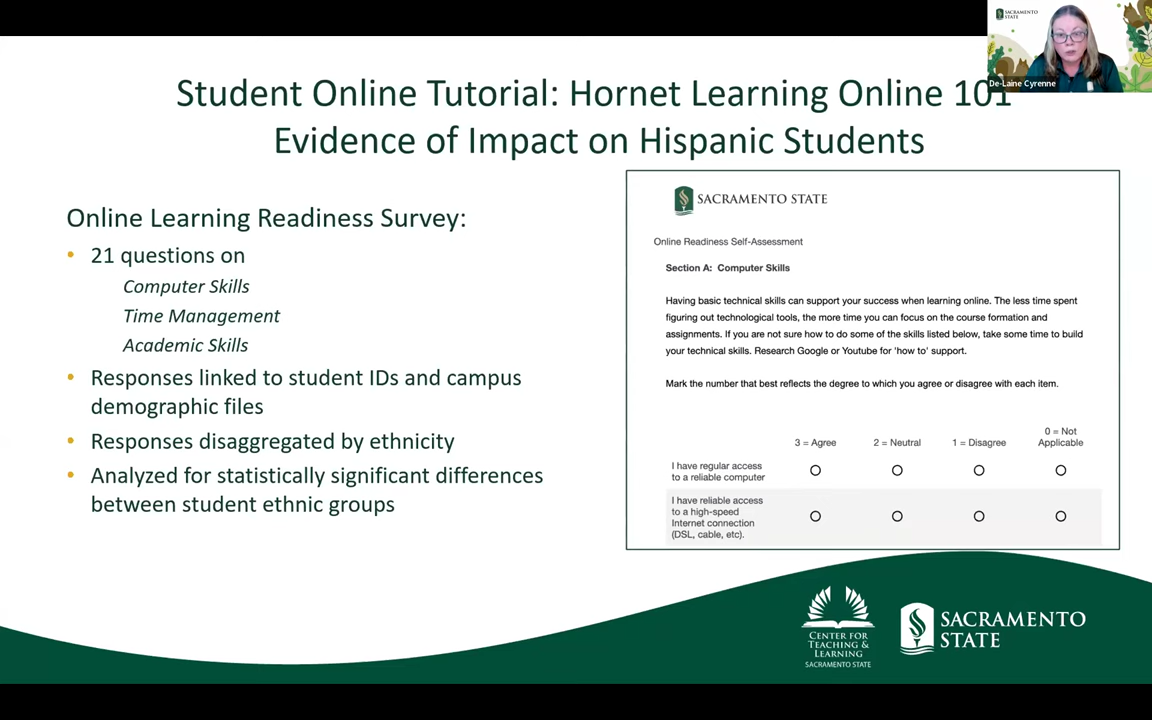 SACRAMENTO
STATE
De-Laine Cyrenne
Student Online Tutorial: Hornet Learning Online 101
Evidence of Impact on Hispanic Students
Online Learning Readiness Survey:
• 21 questions on
Computer Skills
Time Management
Academic Skills
• Responses linked to student IDs and campus
demographic files
• Responses disaggregated by ethnicity
• Analyzed for statistically significant differences
between student ethnic groups
SACRAMENTO STATE
Online Readiness Self-Assessment
Section A: Computer Skills
Having basic technical skills can support your success when learning online. The less time spent
figuring out technological tools, the more time you can focus on the course formation and
assignments. If you are not sure how to do some of the skills listed below, take some time to build
your technical skills. Research Google or Youtube for 'how to' support.
Mark the number that best reflects the degree to which you agree or disagree with each item.
3 = Agree 2 = Neutral 1 = Disagree 0 = Not
Applicable
I have regular access
to a reliable computer
I have reliable access
to a high-speed
Internet connection
(DSL, cable, etc).
CENTER FOR
TEACHING &
LEARNING
SACRAMENTO STATE
SACRAMENTO
STATE